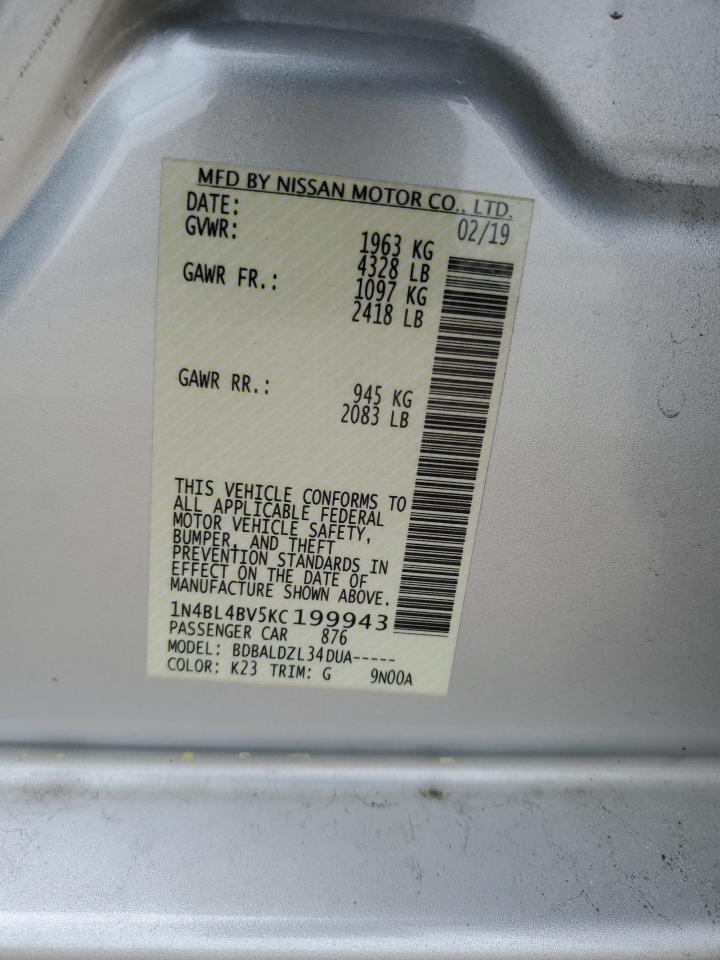 MFD BY NISSAN MOTOR CO., LTD.
DATE: 02/19
GVWR: 1963 KG
4328 LB
GAWR FR.: 1097 KG
2418 LB
GAWR RR.: 945 KG
2083 LB
THIS VEHICLE CONFORMS TO
ALL APPLICABLE FEDERAL
MOTOR VEHICLE SAFETY,
BUMPER, AND THEFT
PREVENTION STANDARDS IN
EFFECT ON THE DATE OF
MANUFACTURE SHOWN ABOVE.
1N4BL4BV5KC199943
PASSENGER CAR 876
MODEL: BDBALDZL34DUA-----
COLOR: K23 TRIM: G 9N00A